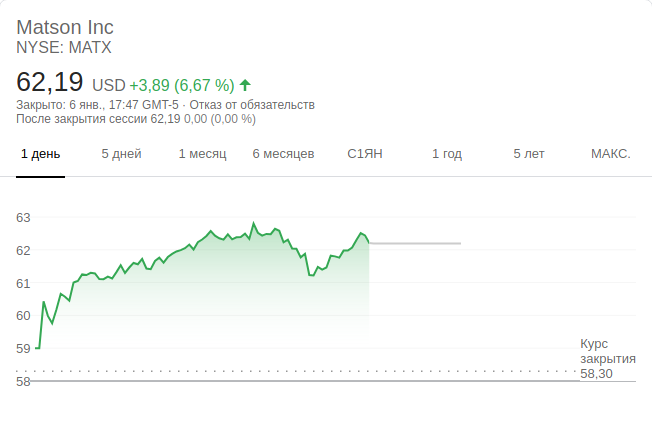 Matson Inc
NYSE: MATX
62,19 USD +3,89 (6,67 %)
Закрыто: 6 янв., 17:47 GMT-5 · Отказ от обязательств
После закрытия сессии 62,19 0,00 (0,00 %)
1 день 5 дней 1 месяц 6 месяцев С1ЯН 1 год 5 лет МАКС.
63
62
61
60
59
Курс
закрытия
58,30
58